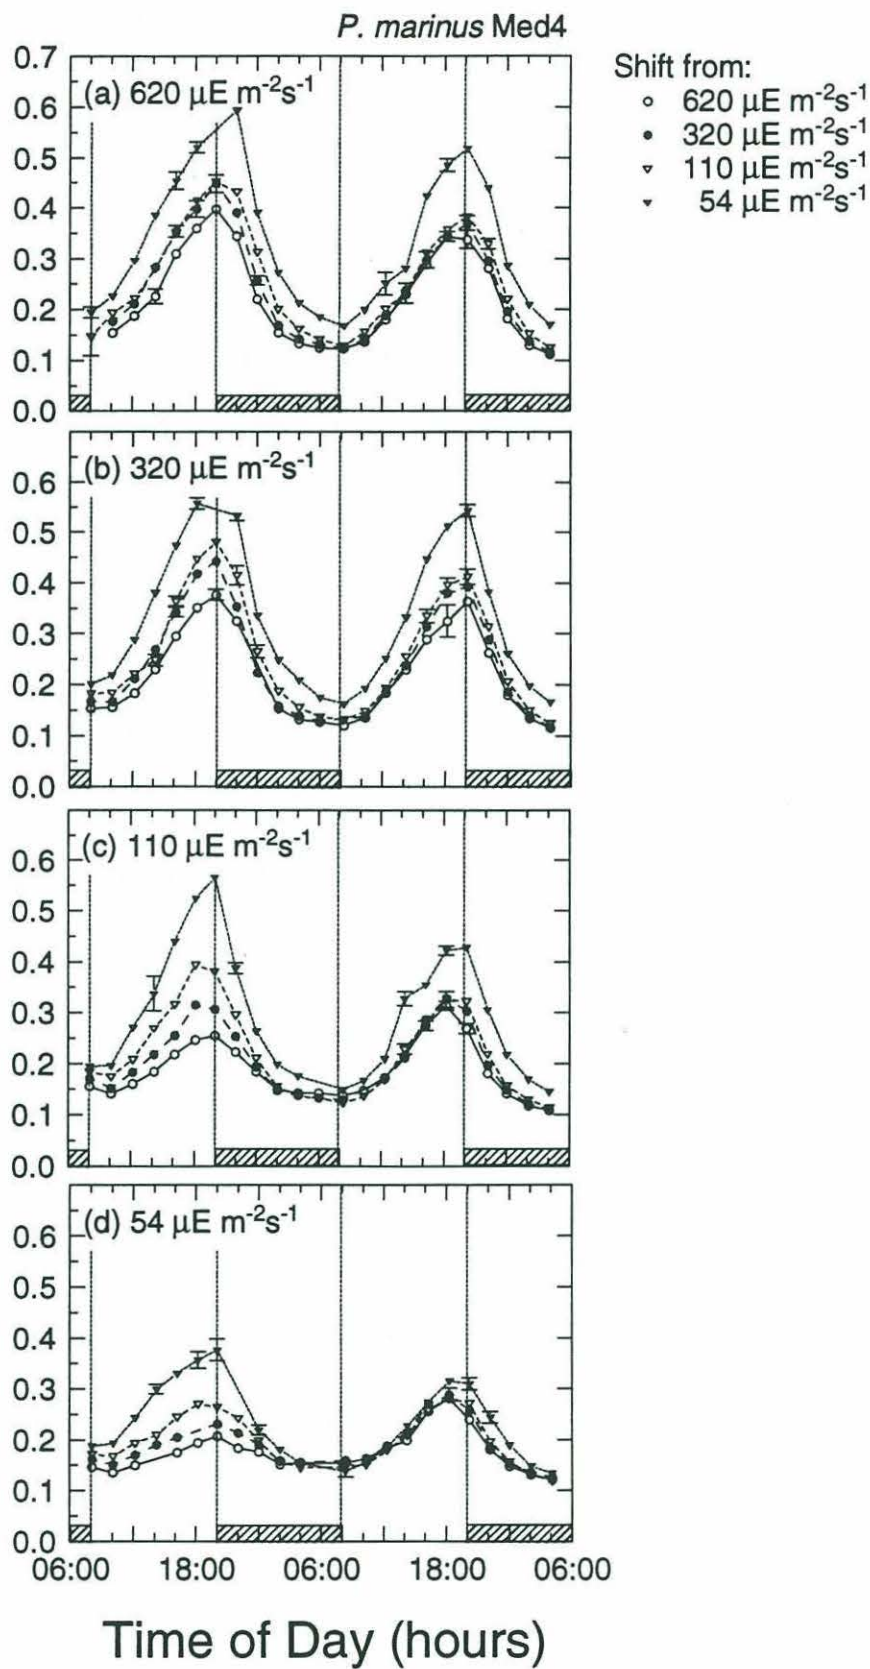 P. marinus Med4
Shift from:
620 μE m⁻²s⁻¹
320 μE m⁻²s⁻¹
110 μE m⁻²s⁻¹
54 μE m⁻²s⁻¹
(a) 620 μE m⁻²s⁻¹
0.7
0.6
0.5
0.4
0.3
0.2
0.1
0.0
(b) 320 μE m⁻²s⁻¹
0.6
0.5
0.4
0.3
0.2
0.1
0.0
(c) 110 μE m⁻²s⁻¹
0.6
0.5
0.4
0.3
0.2
0.1
0.0
(d) 54 μE m⁻²s⁻¹
0.6
0.5
0.4
0.3
0.2
0.1
0.0
06:00 18:00 06:00 18:00 06:00
Time of Day (hours)